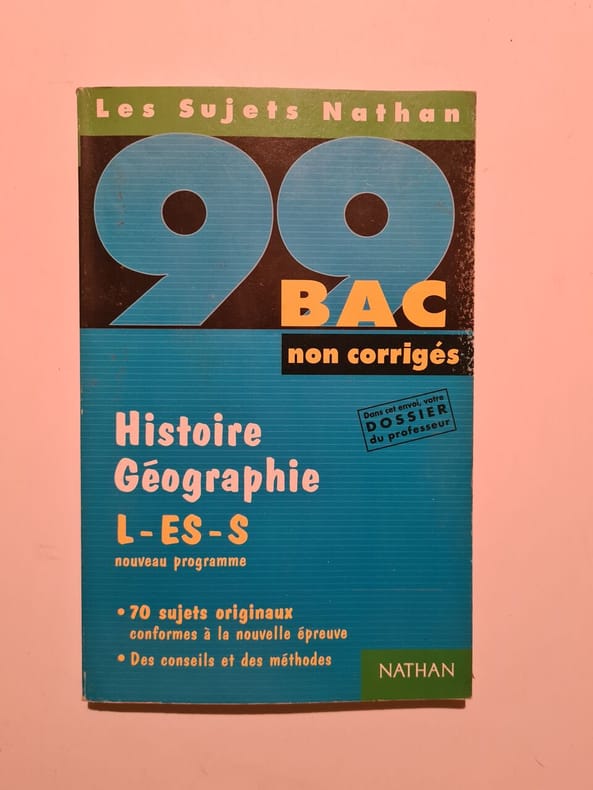 Les Sujets Nathan
99
BAC
non corrigés
Dans cet envoi, votre
DOSSIER
du professeur
Histoire
Géographie
L-ES-S
nouveau programme
• 70 sujets originaux
conformes à la nouvelle épreuve
• Des conseils et des méthodes
NATHAN